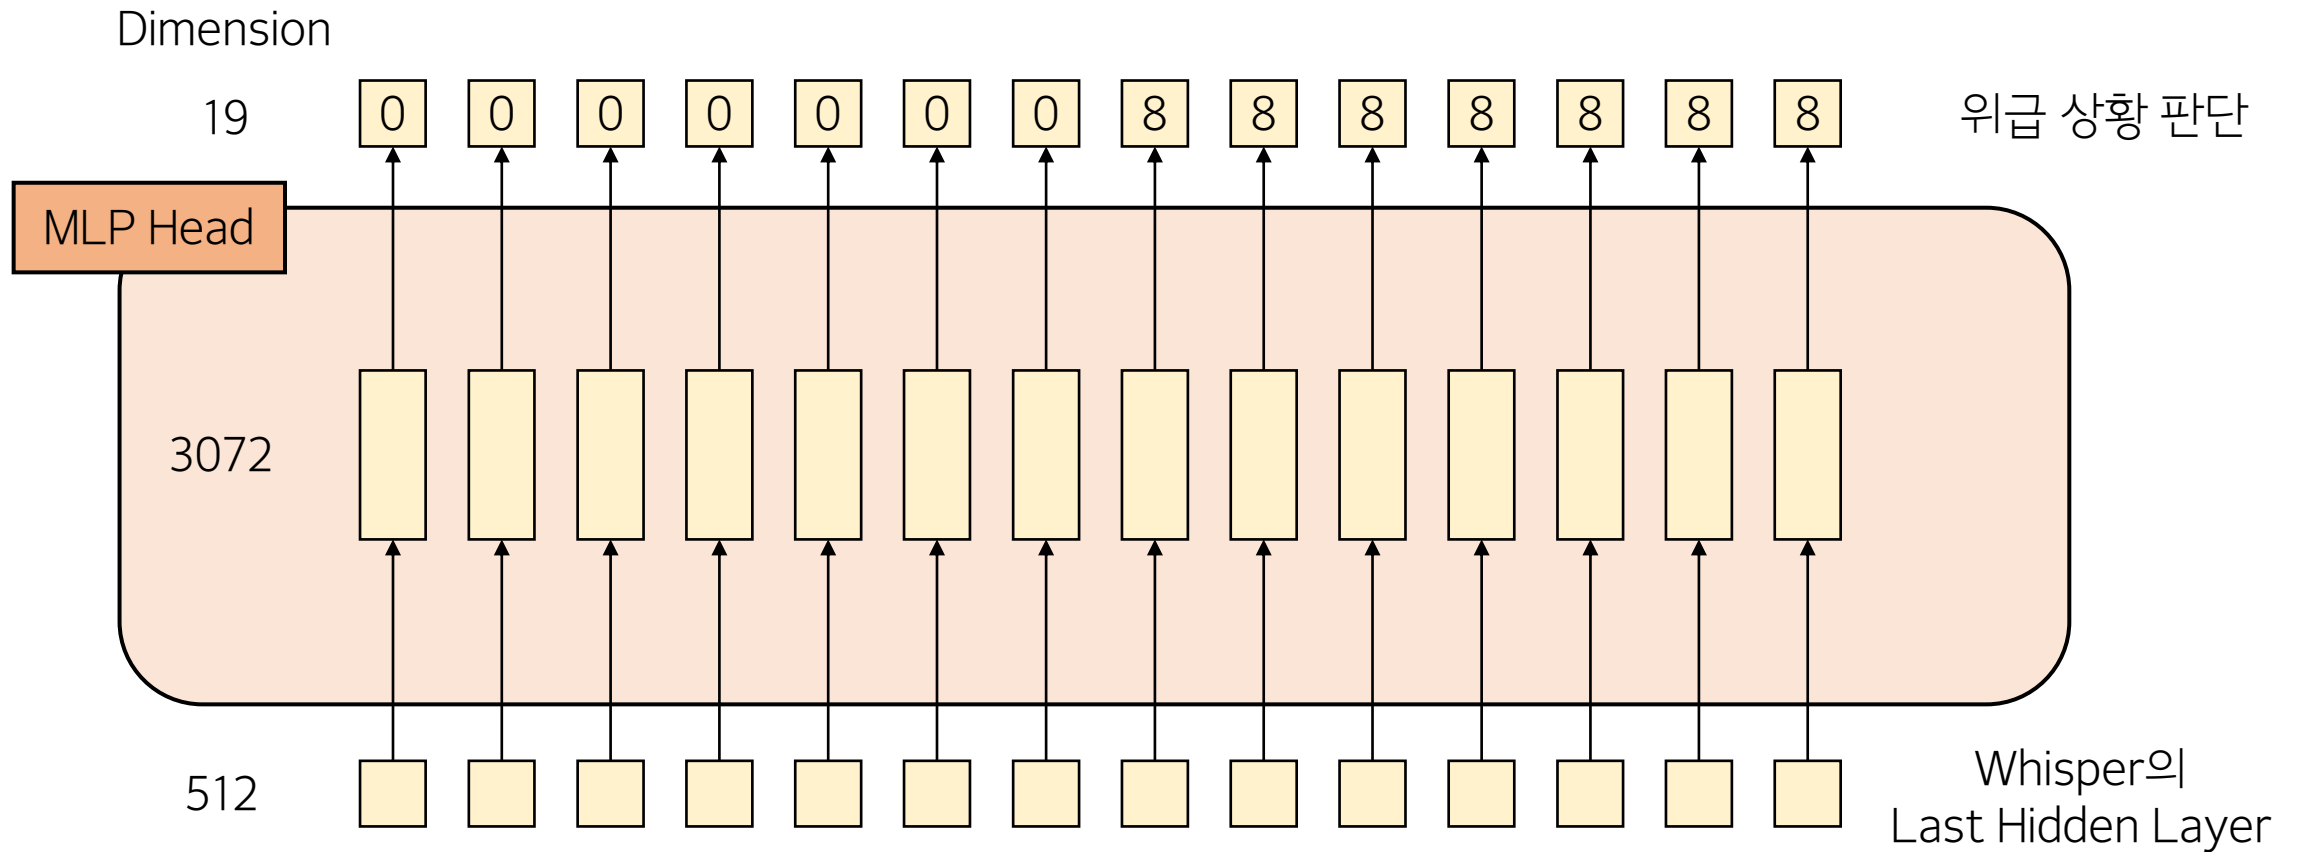 Dimension
19 0 0 0 0 0 0 0 8 8 8 8 8 8 8 위급 상황 판단
MLP Head
3072
512
Whisper의
Last Hidden Layer